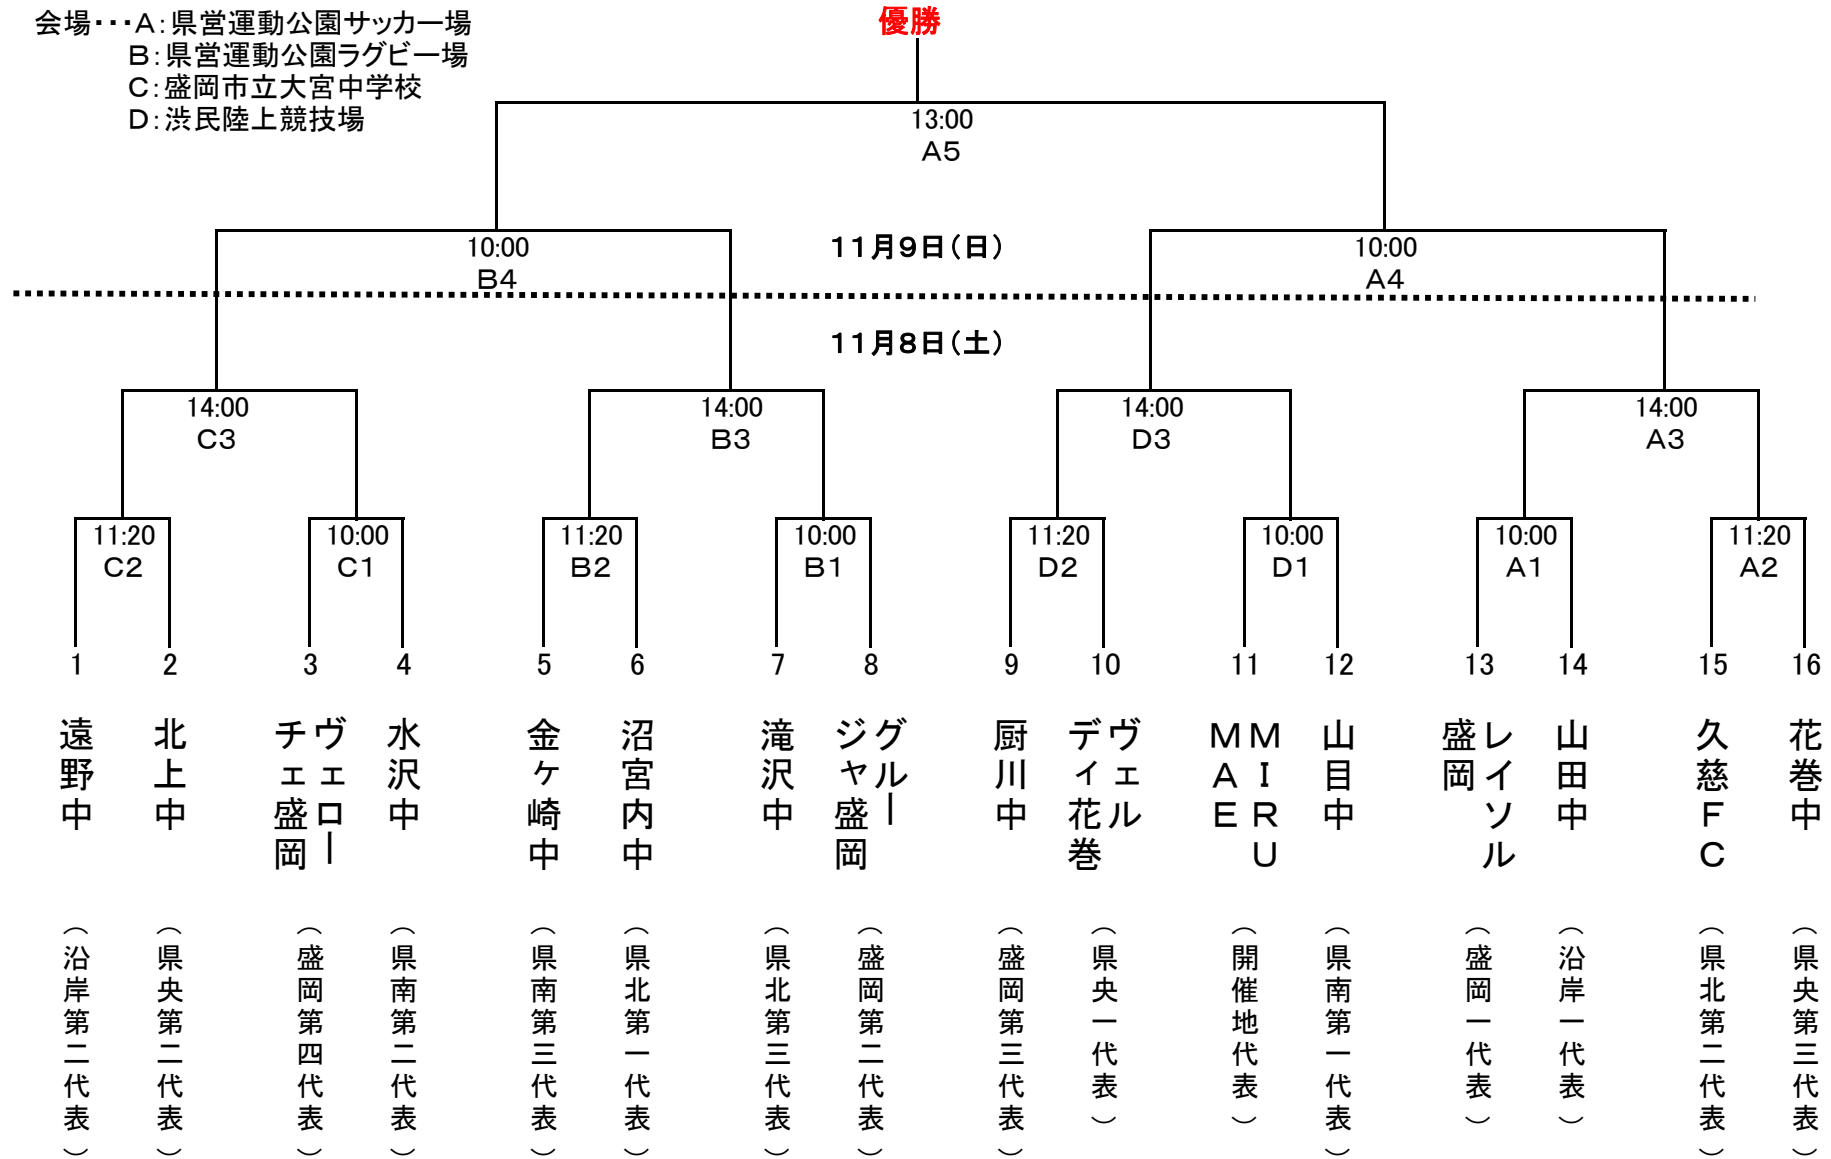 会場・・・A：県営運動公園サッカー場
B：県営運動公園ラグビー場
C：盛岡市立大宮中学校
D：渋民陸上競技場
優勝
13:00
A5
11月9日（日）
10:00
B4
10:00
A4
11月8日（土）
14:00
C3
14:00
B3
14:00
D3
14:00
A3
11:20
C2
10:00
C1
11:20
B2
10:00
B1
11:20
D2
10:00
D1
10:00
A1
11:20
A2
1
2
3
4
5
6
7
8
9
10
11
12
13
14
15
16
遠野中
北上中
ヴェロー
チェ盛岡
水沢中
金ケ崎中
沼宮内中
滝沢中
グルー
ジャ盛岡
厨川中
ヴェル
ディ花巻
MIRU
MAE
山目中
レイソル
盛岡
山田中
久慈FC
花巻中
（沿岸第二代表）
（県央第二代表）
（盛岡第四代表）
（県南第二代表）
（県南第三代表）
（県北第一代表）
（県北第三代表）
（盛岡第二代表）
（盛岡第三代表）
（県央一代表）
（開催地代表）
（県南第一代表）
（盛岡一代表）
（沿岸一代表）
（県北第二代表）
（県央第三代表）